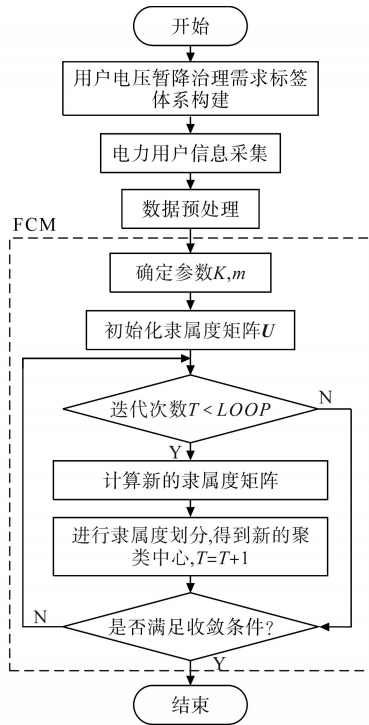 开始
用户电压暂降治理需求标签
体系构建
电力用户信息采集
数据预处理
FCM
确定参数K,m
初始化隶属度矩阵U
迭代次数T<LOOP
N
Y
计算新的隶属度矩阵
进行隶属度划分,得到新的聚
类中心,T=T+1
N
是否满足收敛条件?
Y
结束